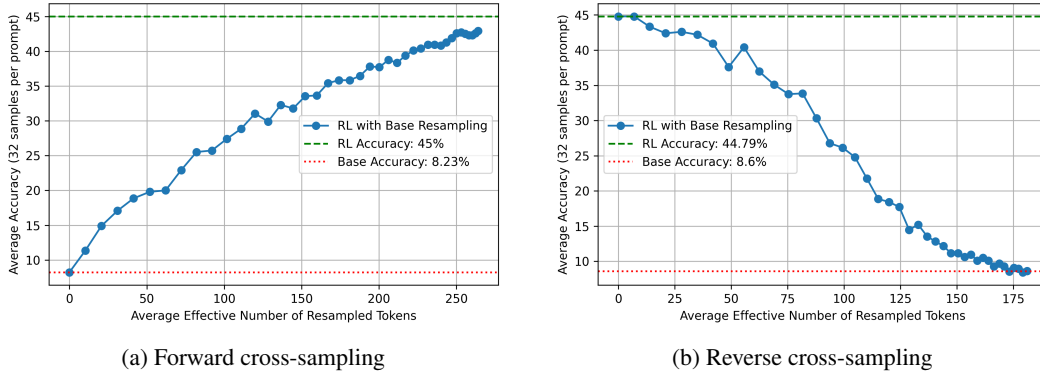 Average Accuracy (32 samples per prompt)
45
40
35
30
25
20
15
10
RL with Base Resampling
RL Accuracy: 45%
Base Accuracy: 8.23%
0 50 100 150 200 250
Average Effective Number of Resampled Tokens
(a) Forward cross-sampling
Average Accuracy (32 samples per prompt)
45
40
35
30
25
20
15
10
RL with Base Resampling
RL Accuracy: 44.79%
Base Accuracy: 8.6%
0 25 50 75 100 125 150 175
Average Effective Number of Resampled Tokens
(b) Reverse cross-sampling